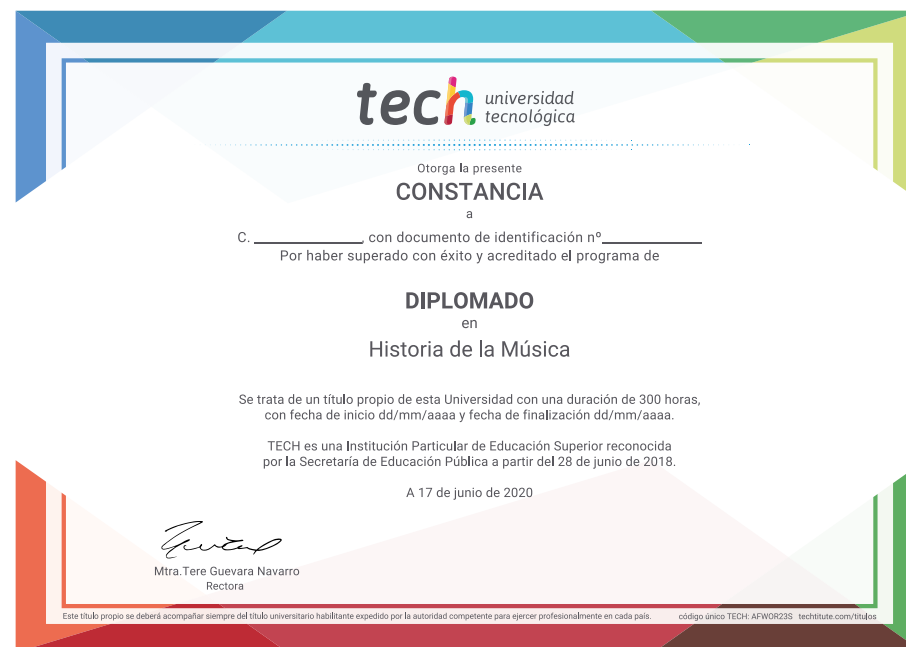 tech universidad
tecnológica
Otorga la presente
CONSTANCIA
a
C. ______________, con documento de identificación nº_____________
Por haber superado con éxito y acreditado el programa de
DIPLOMADO
en
Historia de la Música
Se trata de un título propio de esta Universidad con una duración de 300 horas,
con fecha de inicio dd/mm/aaaa y fecha de finalización dd/mm/aaaa.
TECH es una Institución Particular de Educación Superior reconocida
por la Secretaría de Educación Pública a partir del 28 de junio de 2018.
A 17 de junio de 2020
Mtra.Tere Guevara Navarro
Rectora
Este título propio se deberá acompañar siempre del título universitario habilitante expedido por la autoridad competente para ejercer profesionalmente en cada país. código único TECH: AFWOR23S techtitute.com/titulos